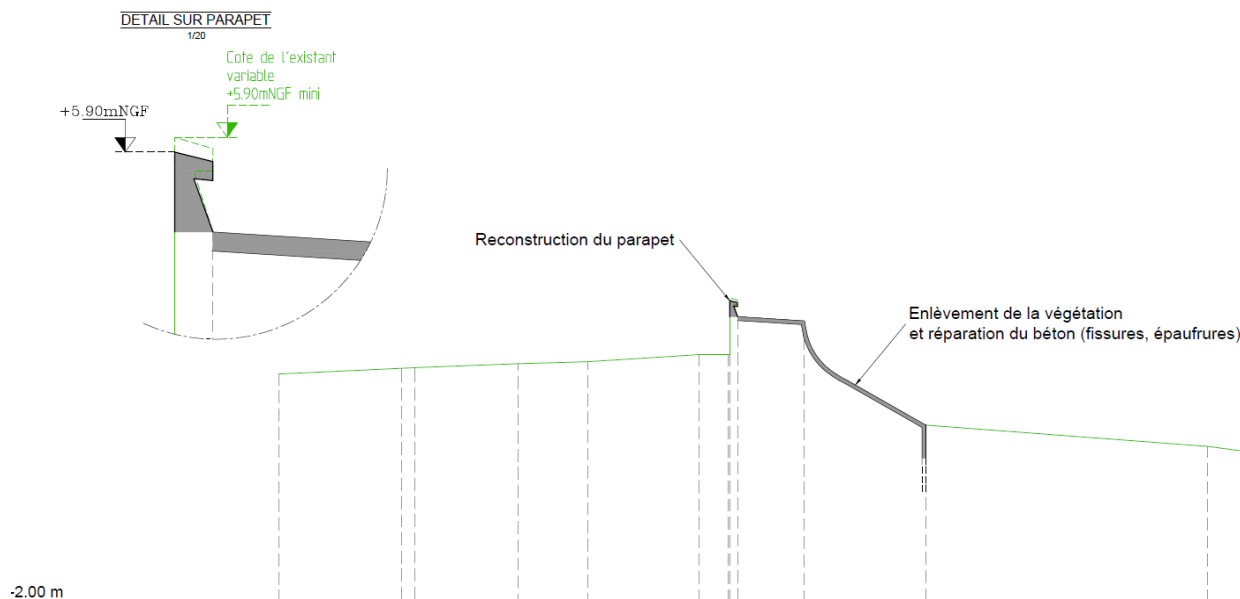 DETAIL SUR PARAPET
1/20
Cote de l'existant
variable
+5.90mNGF mini
+5.90mNGF
Reconstruction du parapet
Enlèvement de la végétation
et réparation du béton (fissures, épaufrures)
-2.00 m